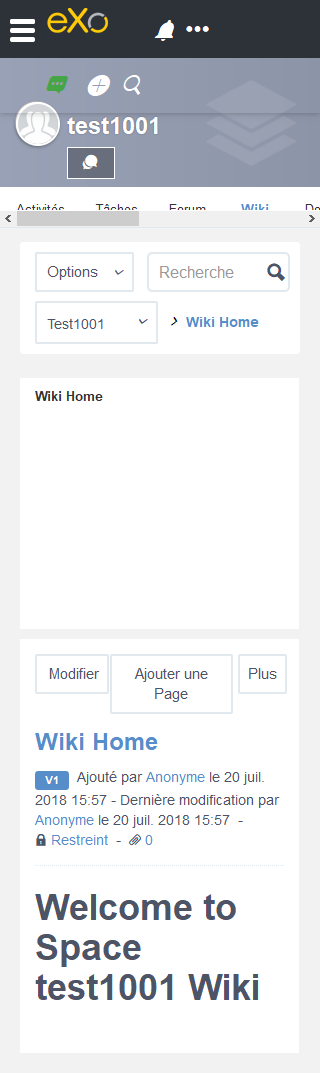 eXo
test1001
Activités Tâches Forum Wiki
Options Recherche
Test1001 Wiki Home
Wiki Home
Modifier Ajouter une Page Plus
Wiki Home
V1 Ajouté par Anonyme le 20 juil.
2018 15:57 - Dernière modification par
Anonyme le 20 juil. 2018 15:57 -
Restreint - 0
Welcome to
Space
test1001 Wiki